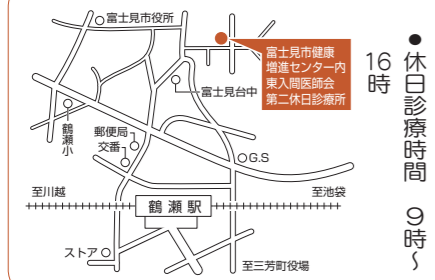 ●休日診療時間　9時〜
16時
富士見市役所
富士見市健康
増進センター内
東入間医師会
第二休日診療所
富士見台中
鶴瀬小
郵便局
交番
G.S
至川越
至池袋
鶴瀬駅
ストア
至三芳町役場